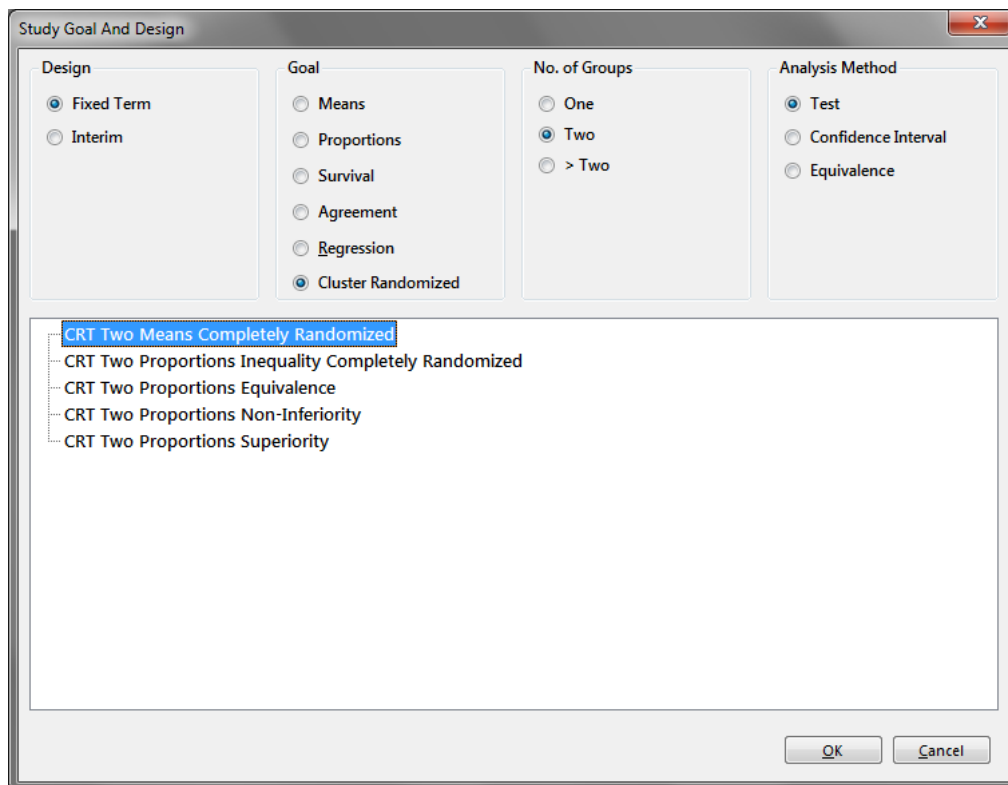 Study Goal And Design
x
Design
Fixed Term
Interim
Goal
Means
Proportions
Survival
Agreement
Regression
Cluster Randomized
No. of Groups
One
Two
> Two
Analysis Method
Test
Confidence Interval
Equivalence
CRT Two Means Completely Randomized
CRT Two Proportions Inequality Completely Randomized
CRT Two Proportions Equivalence
CRT Two Proportions Non-Inferiority
CRT Two Proportions Superiority
OK
Cancel